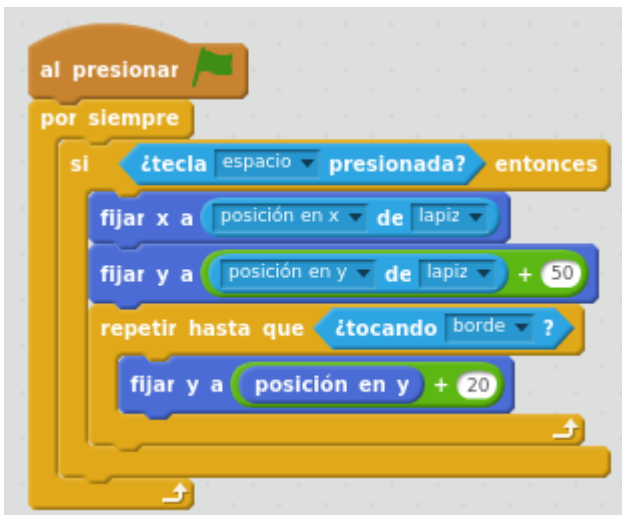 al presionar
por siempre
si ¿tecla espacio presionada? entonces
fijar x a posición en x de lapiz
fijar y a posición en y de lapiz + 50
repetir hasta que ¿tocando borde ?
fijar y a posición en y + 20